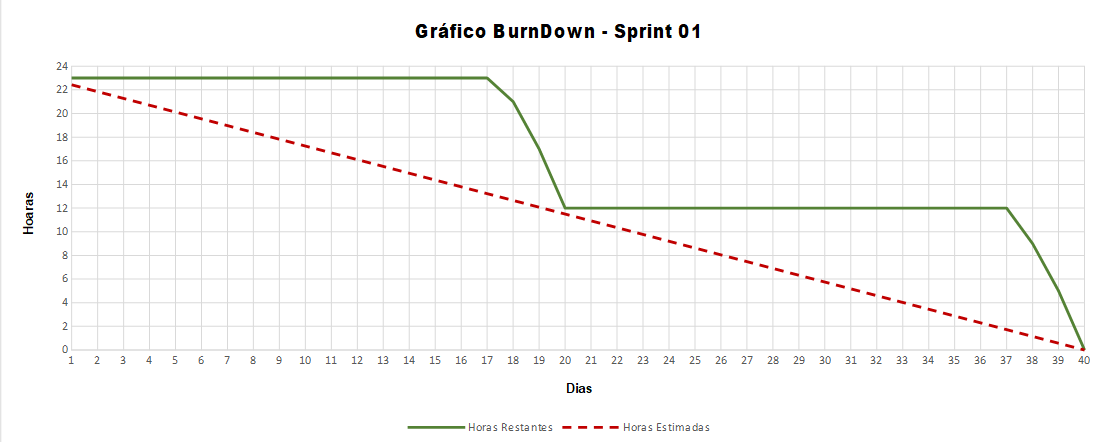 Gráfico BurnDown - Sprint 01
24
22
20
18
16
14
12
10
8
6
4
2
0
Hoaras
1 2 3 4 5 6 7 8 9 10 11 12 13 14 15 16 17 18 19 20 21 22 23 24 25 26 27 28 29 30 31 32 33 34 35 36 37 38 39 40
Dias
Horas Restantes Horas Estimadas